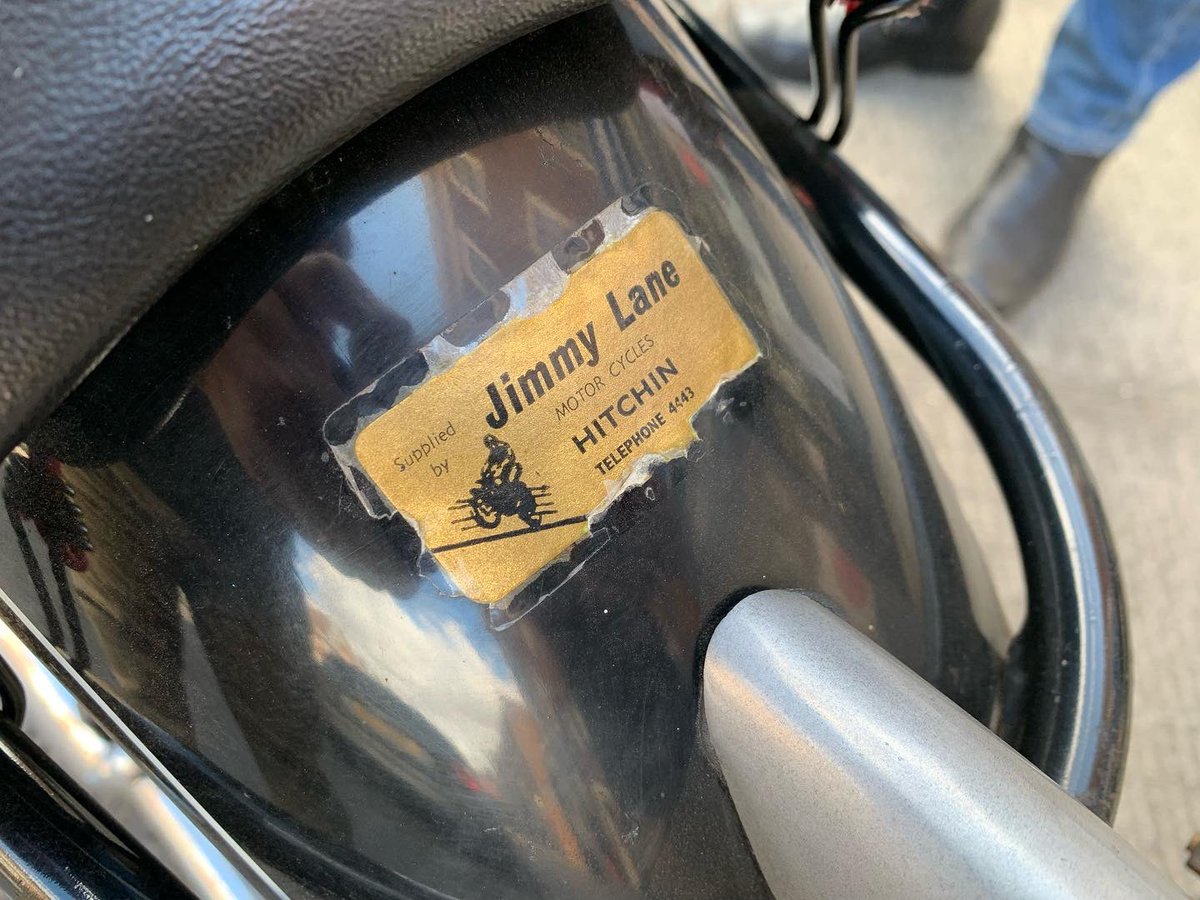 Supplied
by
Jimmy Lane
MOTOR CYCLES
HITCHIN
TELEPHONE 4443